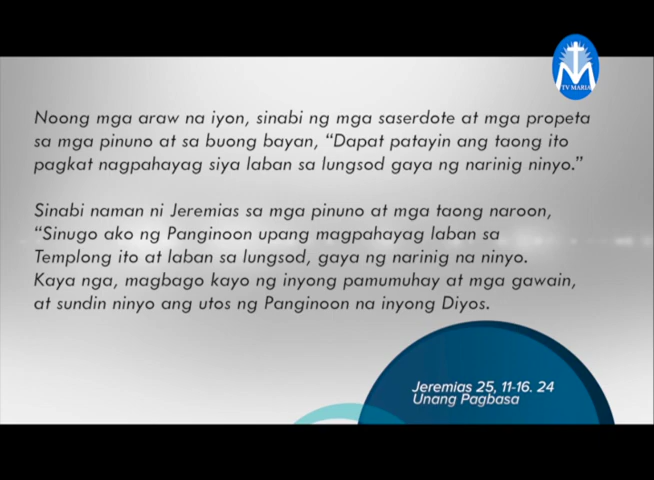 TV MARIA
Noong mga araw na iyon, sinabi ng mga saserdote at mga propeta
sa mga pinuno at sa buong bayan, “Dapat patayin ang taong ito
pagkat nagpahayag siya laban sa lungsod gaya ng narinig ninyo.”
Sinabi naman ni Jeremias sa mga pinuno at mga taong naroon,
“Sinugo ako ng Panginoon upang magpahayag laban sa
Templong ito at laban sa lungsod, gaya ng narinig na ninyo.
Kaya nga, magbago kayo ng inyong pamumuhay at mga gawain,
at sundin ninyo ang utos ng Panginoon na inyong Diyos.
Jeremias 25, 11-16. 24
Unang Pagbasa